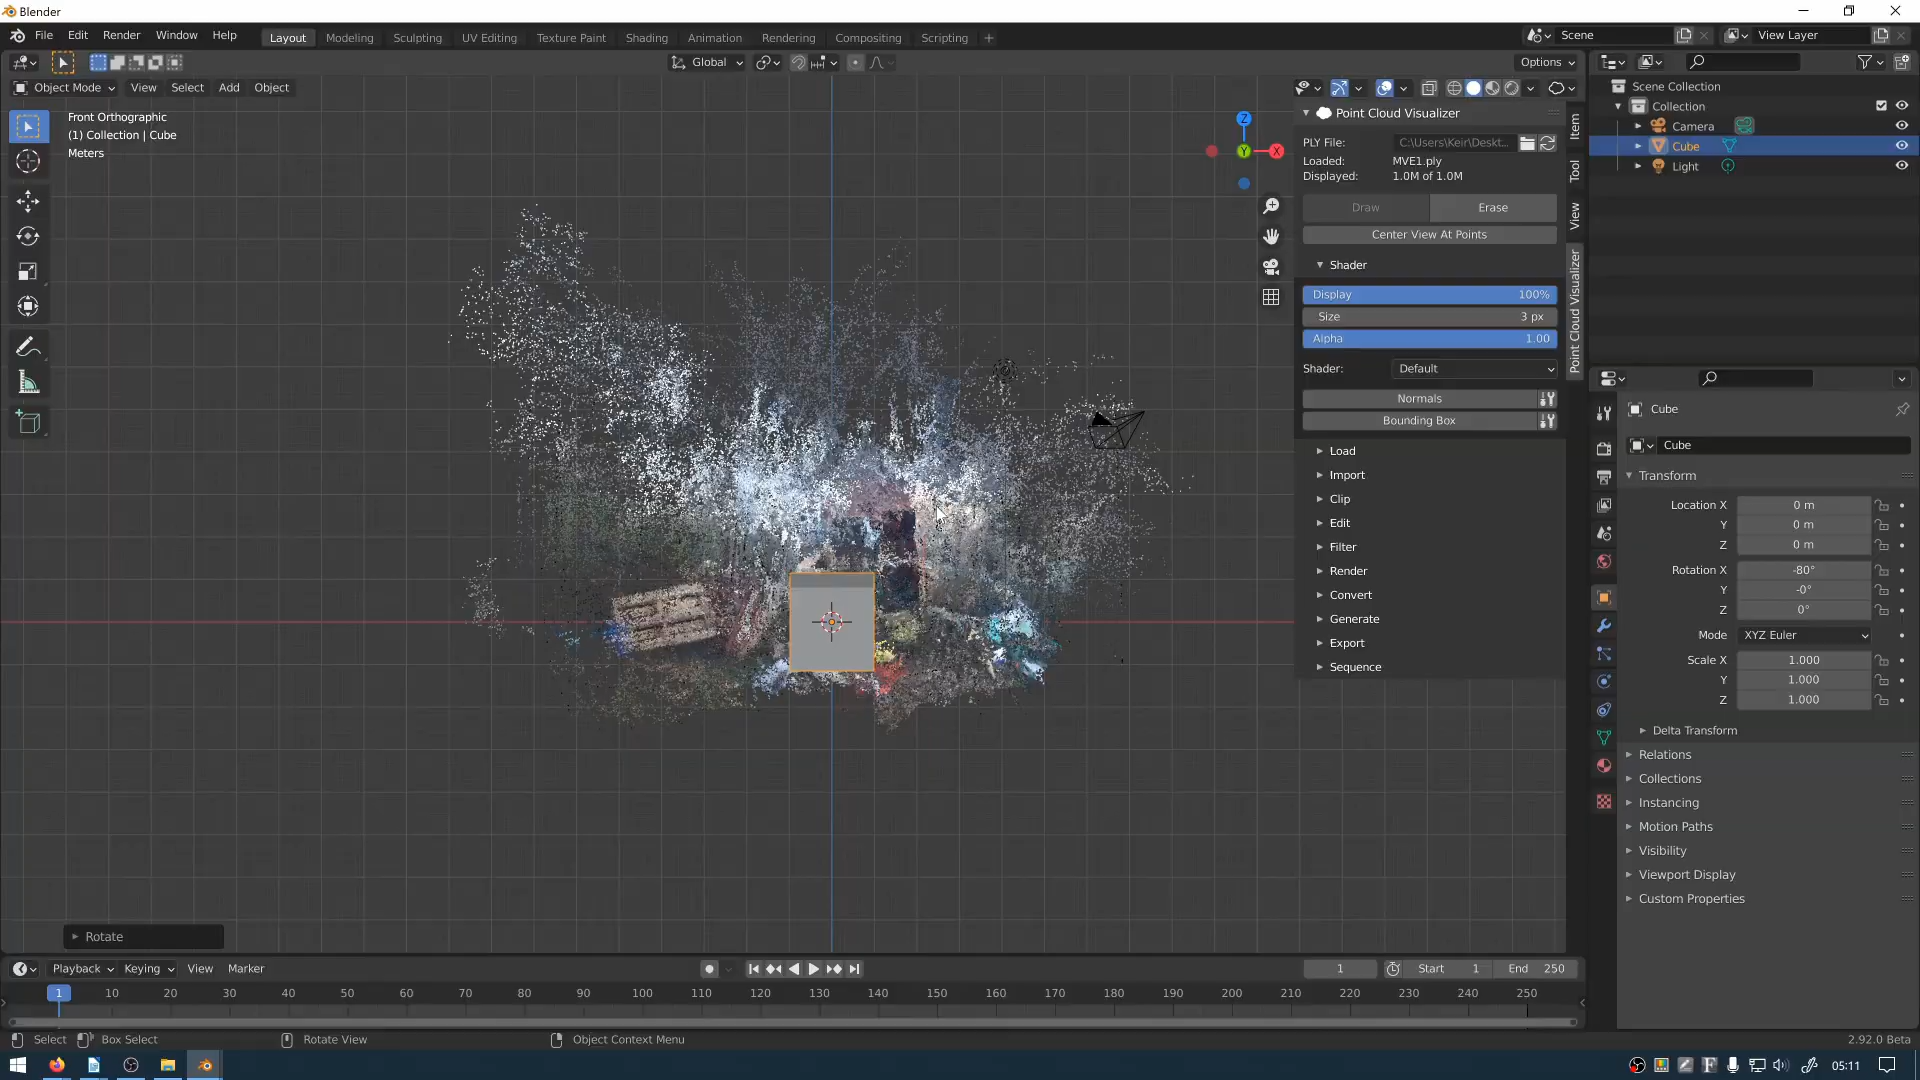 Blender
File Edit Render Window Help
Layout Modeling Sculpting UV Editing Texture Paint Shading Animation Rendering Compositing Scripting +
Scene View Layer
Global Options
Object Mode View Select Add Object
Front Orthographic
(1) Collection | Cube
Meters
Z
Y
X
Point Cloud Visualizer
PLY File: C:\Users\Keir\Deskt...
Loaded: MVE1.ply
Displayed: 1.0M of 1.0M
Draw Erase
Center View At Points
Shader
Display 100%
Size 3 px
Alpha 1.00
Shader: Default
Normals
Bounding Box
Load
Import
Clip
Edit
Filter
Render
Convert
Generate
Export
Sequence
Item
Tool
View
Point Cloud Visualizer
Scene Collection
Collection
Camera
Cube
Light
Cube
Cube
Transform
Location X 0 m
Y 0 m
Z 0 m
Rotation X -80°
Y -0°
Z 0°
Mode XYZ Euler
Scale X 1.000
Y 1.000
Z 1.000
Delta Transform
Relations
Collections
Instancing
Motion Paths
Visibility
Viewport Display
Custom Properties
Rotate
Playback Keying View Marker
1 Start 1 End 250
1 10 20 30 40 50 60 70 80 90 100 110 120 130 140 150 160 170 180 190 200 210 220 230 240 250
Select Box Select Rotate View Object Context Menu 2.92.0 Beta
05:11